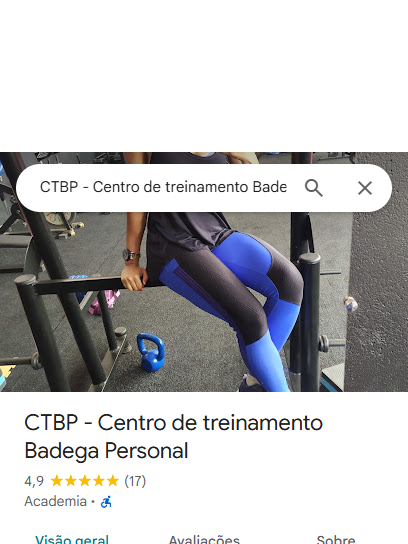 CTBP - Centro de treinamento Bade
CTBP - Centro de treinamento
Badega Personal
4,9 (17)
Academia ·
Visão geral Avaliações Sobre